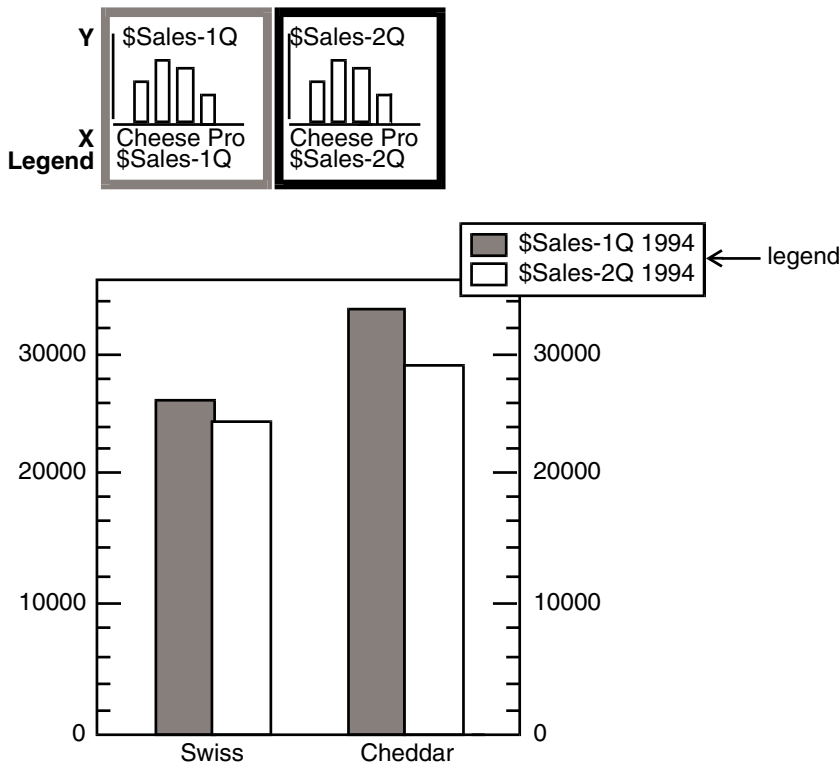 Y $Sales-1Q $Sales-2Q
X Cheese Pro Cheese Pro
Legend $Sales-1Q $Sales-2Q
$Sales-1Q 1994
$Sales-2Q 1994
legend
30000 30000
20000 20000
10000 10000
0 0
Swiss Cheddar